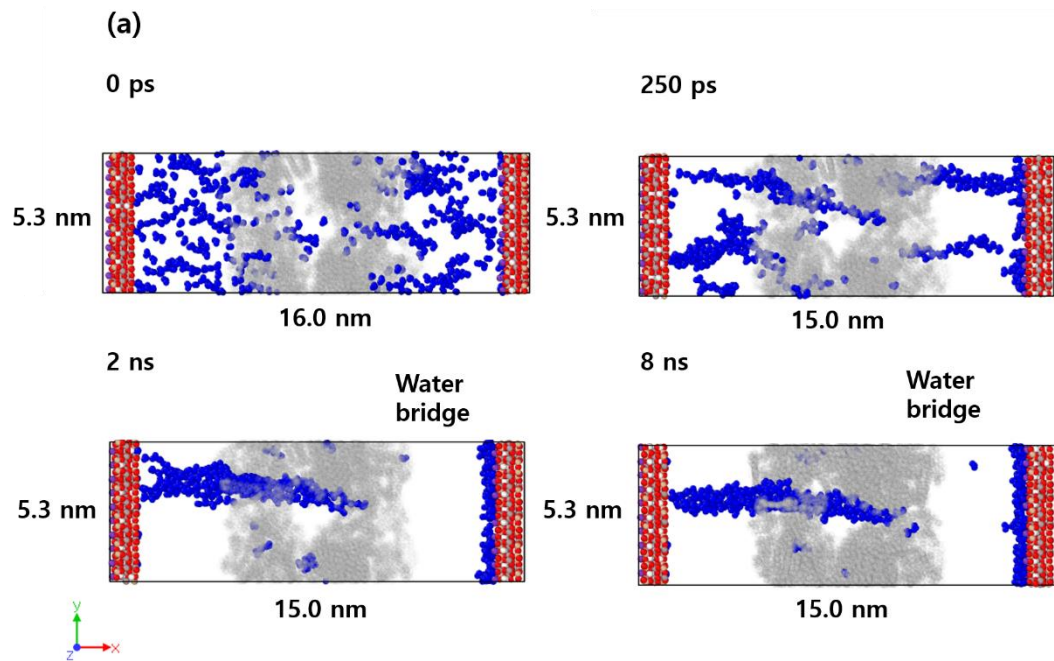 (a)
0 ps
250 ps
5.3 nm
5.3 nm
16.0 nm
15.0 nm
2 ns
Water
bridge
8 ns
Water
bridge
5.3 nm
5.3 nm
15.0 nm
15.0 nm
y
z
x